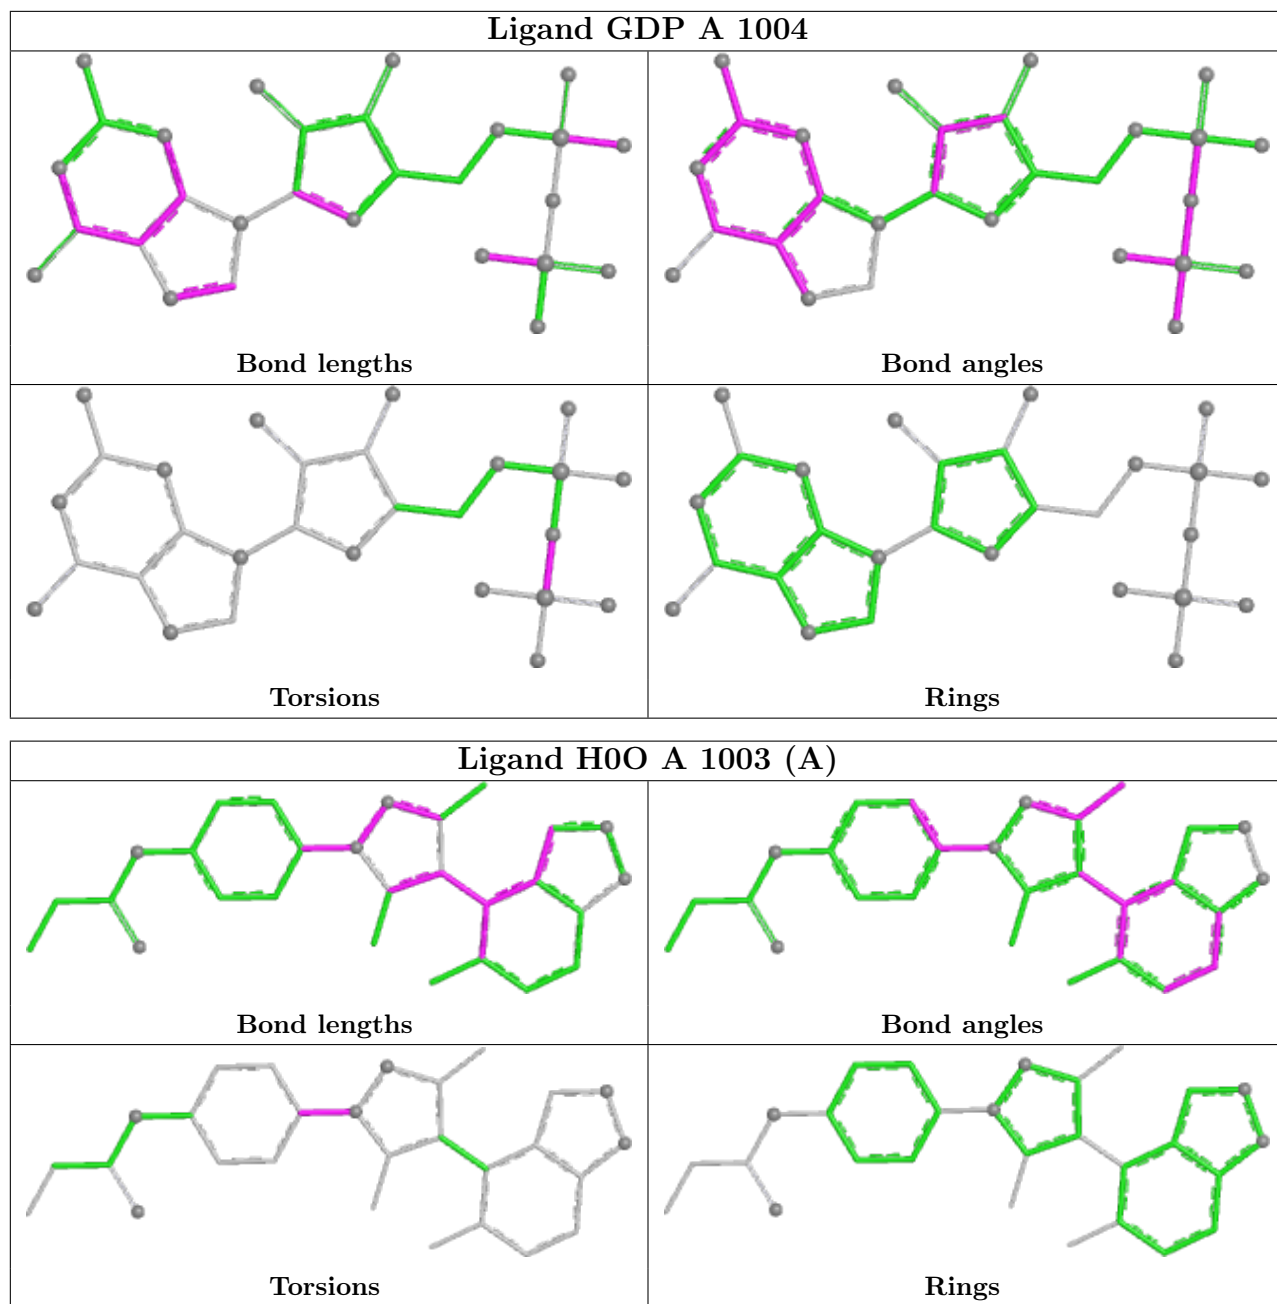 Ligand GDP A 1004
Bond lengths
Bond angles
Torsions
Rings
Ligand H0O A 1003 (A)
Bond lengths
Bond angles
Torsions
Rings